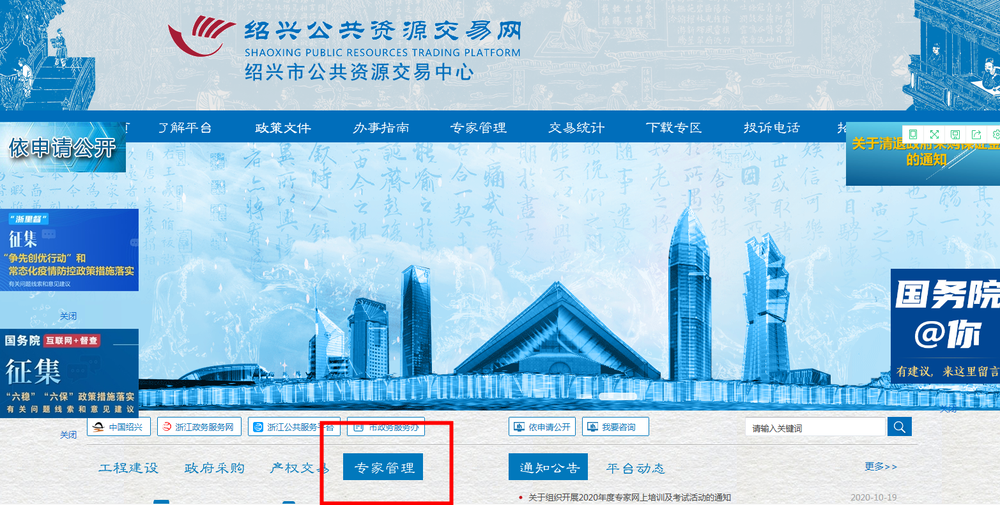 绍兴公共资源交易网
SHAOXING PUBLIC RESOURCES TRADING PLATFORM
绍兴市公共资源交易中心
了解平台 政策文件 办事指南 专家管理 交易统计 下载专区 投诉电话
依申请公开
关于清退政府采购保证金
的通知
“浙里督”
征集
“争先创优行动”和
常态化疫情防控政策措施落实
有关问题线索和意见建议
关闭
国务院
@你
有建议，来这里留言
关闭
国务院 互联网+督查
征集
“六稳”“六保”政策措施落实
有关问题线索和意见建议
关闭
中国绍兴 浙江政务服务网 浙江公共服务平台 市政务服务办 依申请公开 我要咨询 请输入关键词
工程建设 政府采购 产权交易 专家管理 通知公告 平台动态 更多>>
关于组织开展2020年度专家网上培训及考试活动的通知 2020-10-19